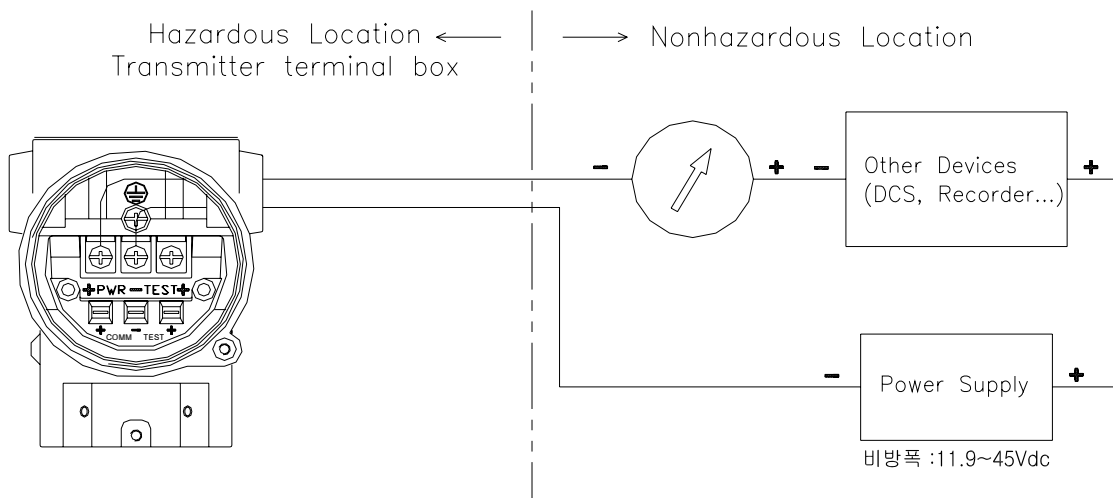 Hazardous Location
Transmitter terminal box
Nonhazardous Location
- + - +
Other Devices
(DCS, Recorder...)
+PWR-TEST+
+ - +
COMM TEST
- +
Power Supply
비방폭 :11.9~45Vdc